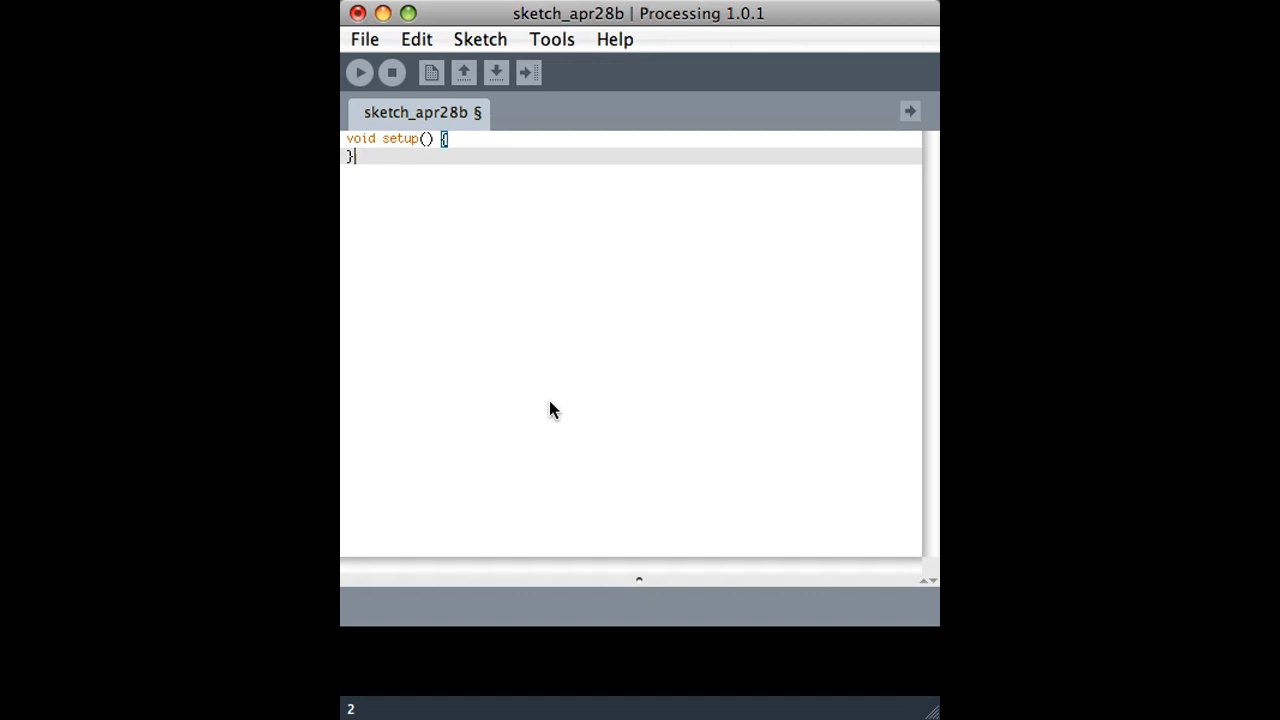 sketch_apr28b | Processing 1.0.1
File Edit Sketch Tools Help
sketch_apr28b §
void setup() {
}
2